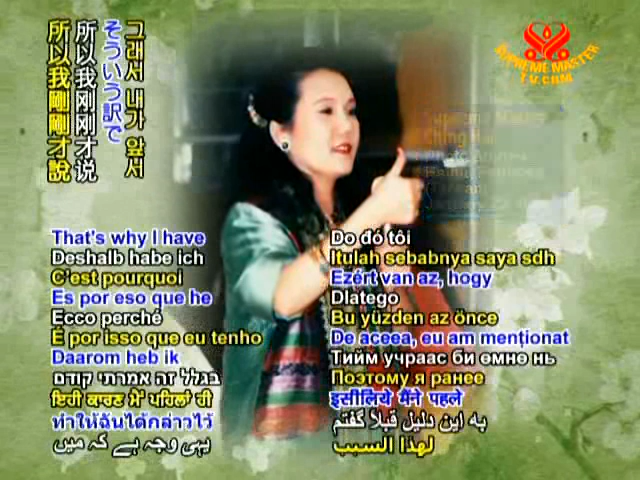 所以我剛剛才說
所以我刚刚才说
そういう訳で
그래서 내가 앞서
SUPREME MASTER
TV.COM
Supreme Master
That's why I have
Deshalb habe ich
C'est pourquoi
Es por eso que he
Ecco perché
É por isso que eu tenho
Daarom heb ik
בגלל זה אמרתי קודם
ਇਹੀ ਕਾਰਣ ਮੇਂ ਪਹਿਲਾਂ ਹੀ
ทำให้ฉันได้กล่าวไว้
یہی وجہ ہے کہ میں
Do đó tôi
Itulah sebabnya saya sdh
Ezért van az, hogy
Dlatego
Bu yüzden az önce
De aceea, eu am menționat
Тийм учраас би өмнө нь
Поэтому я ранее
इसीलिये मैंने पहले
به این دلیل قبلاً گفتم
لهذا السبب